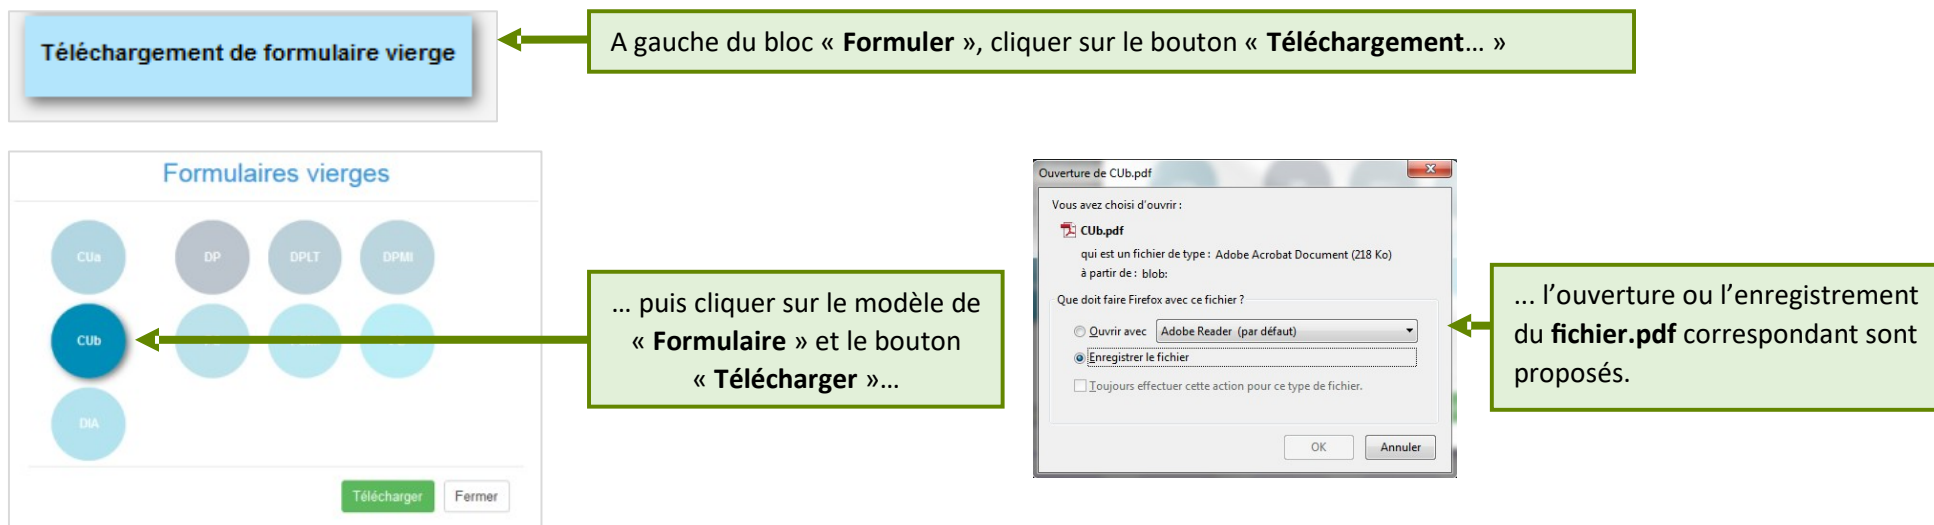 Téléchargement de formulaire vierge
A gauche du bloc « Formuler », cliquer sur le bouton « Téléchargement... »
Formulaires vierges
CUa
DP
DPLT
DPMI
CUb
DIA
Télécharger
Fermer
... puis cliquer sur le modèle de
« Formulaire » et le bouton
« Télécharger »...
Ouverture de CUb.pdf
Vous avez choisi d'ouvrir :
CUb.pdf
qui est un fichier de type : Adobe Acrobat Document (218 Ko)
à partir de : blob:
Que doit faire Firefox avec ce fichier ?
Ouvrir avec Adobe Reader (par défaut)
Enregistrer le fichier
Toujours effectuer cette action pour ce type de fichier.
OK
Annuler
... l'ouverture ou l'enregistrement
du fichier.pdf correspondant sont
proposés.